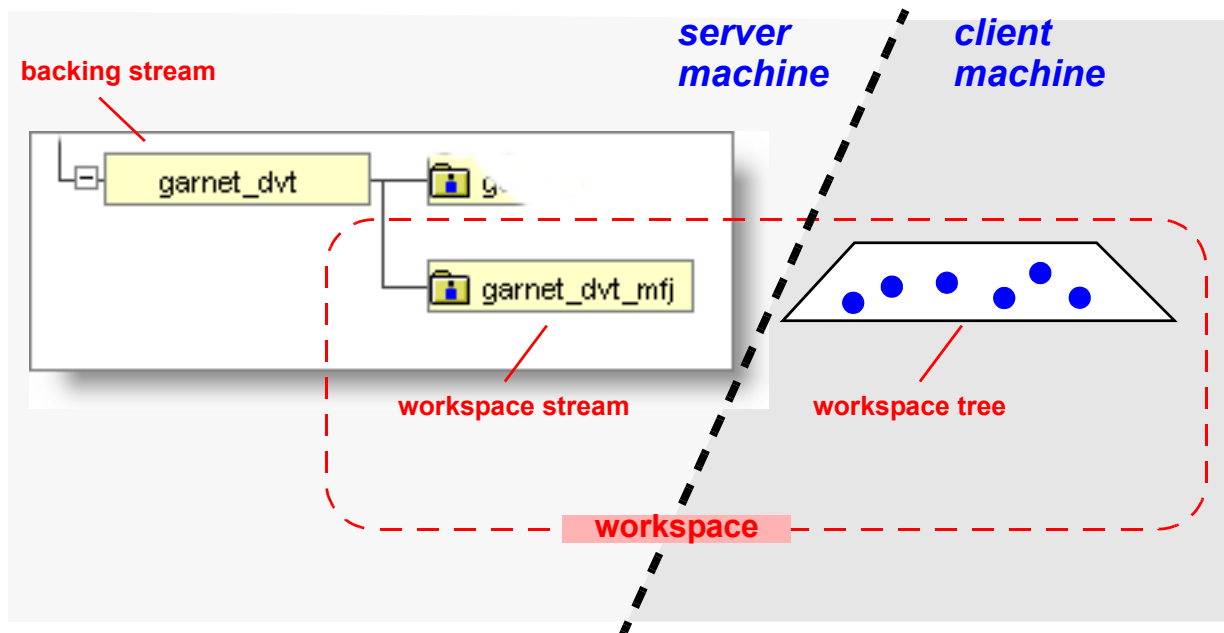 server
machine
client
machine
backing stream
garnet_dvt
garnet_dvt_mfj
workspace stream
workspace tree
workspace